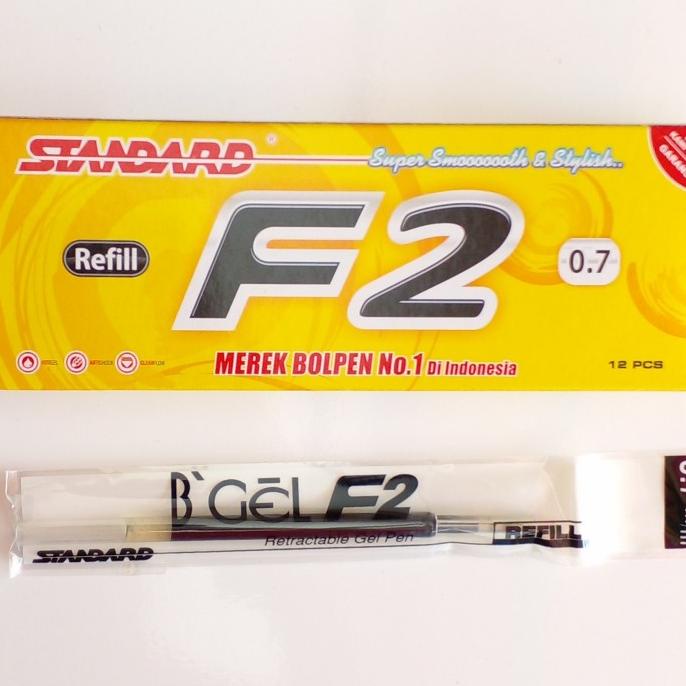 STANDARD®
Super Smooooooth & Stylish..
Refill
F2
0.7
MEREK BOLPEN No.1 Di Indonesia
12 PCS
B'GEL F2
Retractable Gel Pen
REFILL
STANDARD